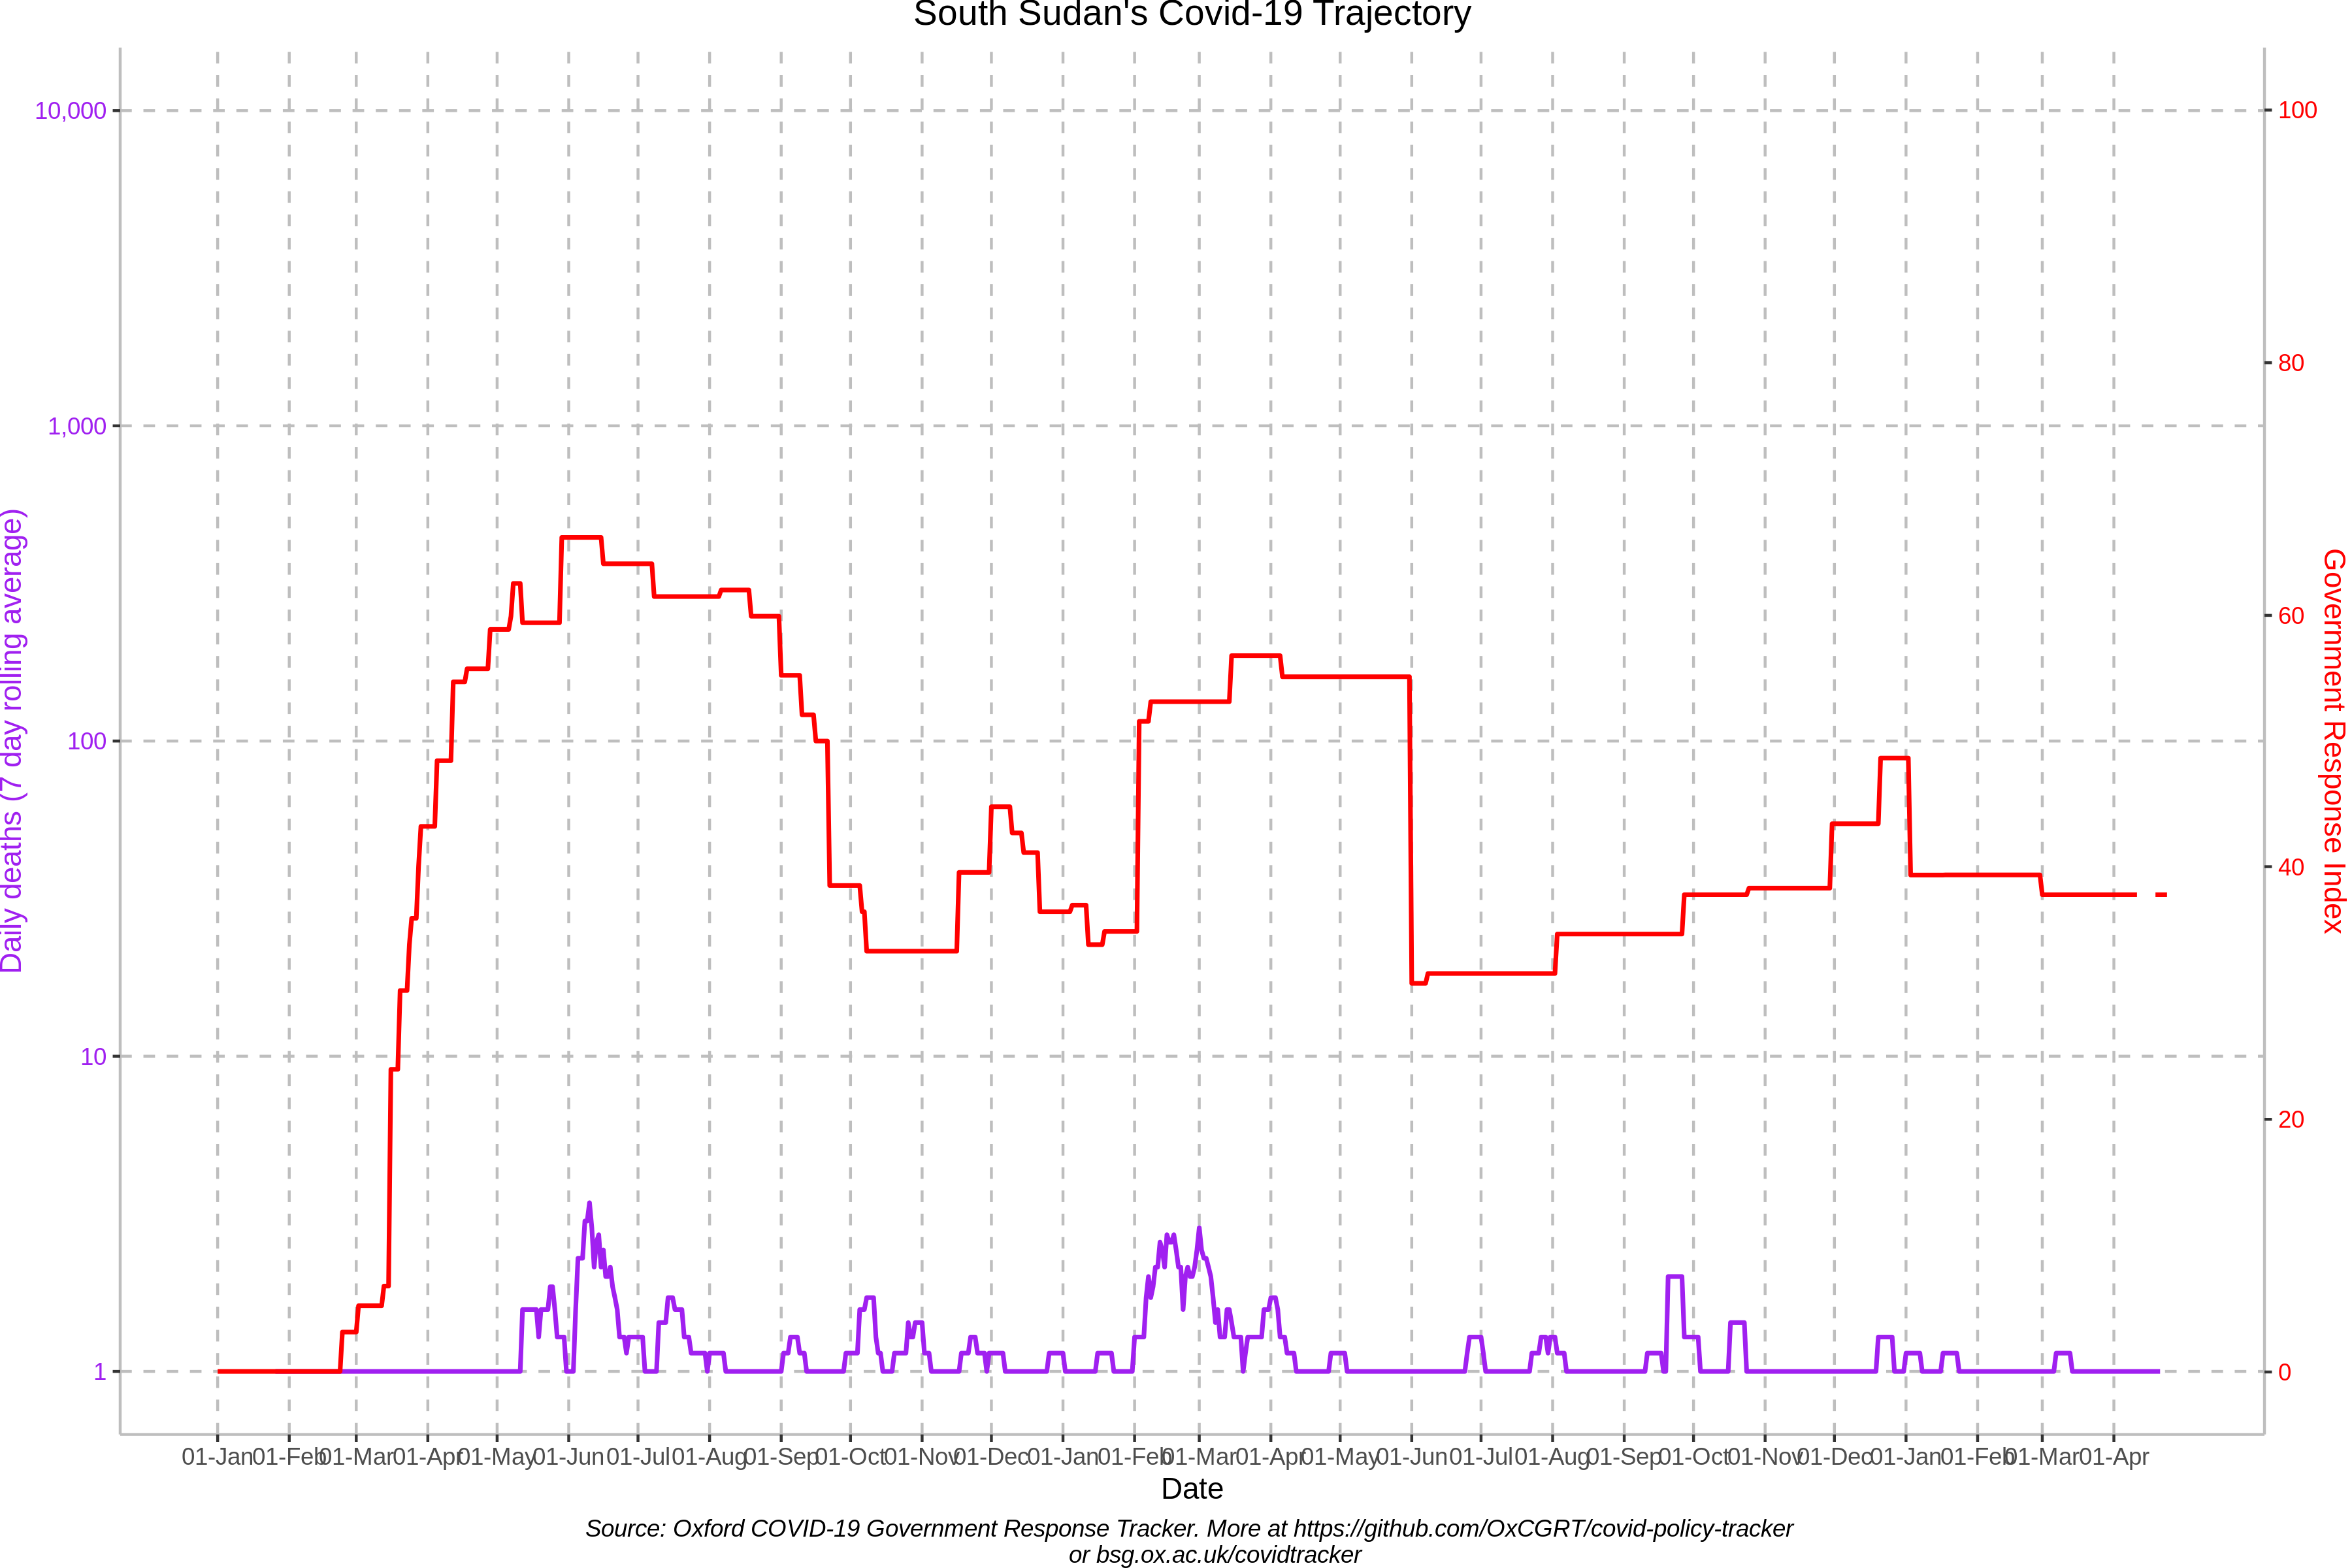 South Sudan's Covid-19 Trajectory
10,000
1,000
100
10
1
Daily deaths (7 day rolling average)
100
80
60
40
20
0
Government Response Index
01-Jan 01-Feb 01-Mar 01-Apr 01-May 01-Jun 01-Jul 01-Aug 01-Sep 01-Oct 01-Nov 01-Dec 01-Jan 01-Feb 01-Mar 01-Apr 01-May 01-Jun 01-Jul 01-Aug 01-Sep 01-Oct 01-Nov 01-Dec 01-Jan 01-Feb 01-Mar 01-Apr
Date
Source: Oxford COVID-19 Government Response Tracker. More at https://github.com/OxCGRT/covid-policy-tracker
or bsg.ox.ac.uk/covidtracker